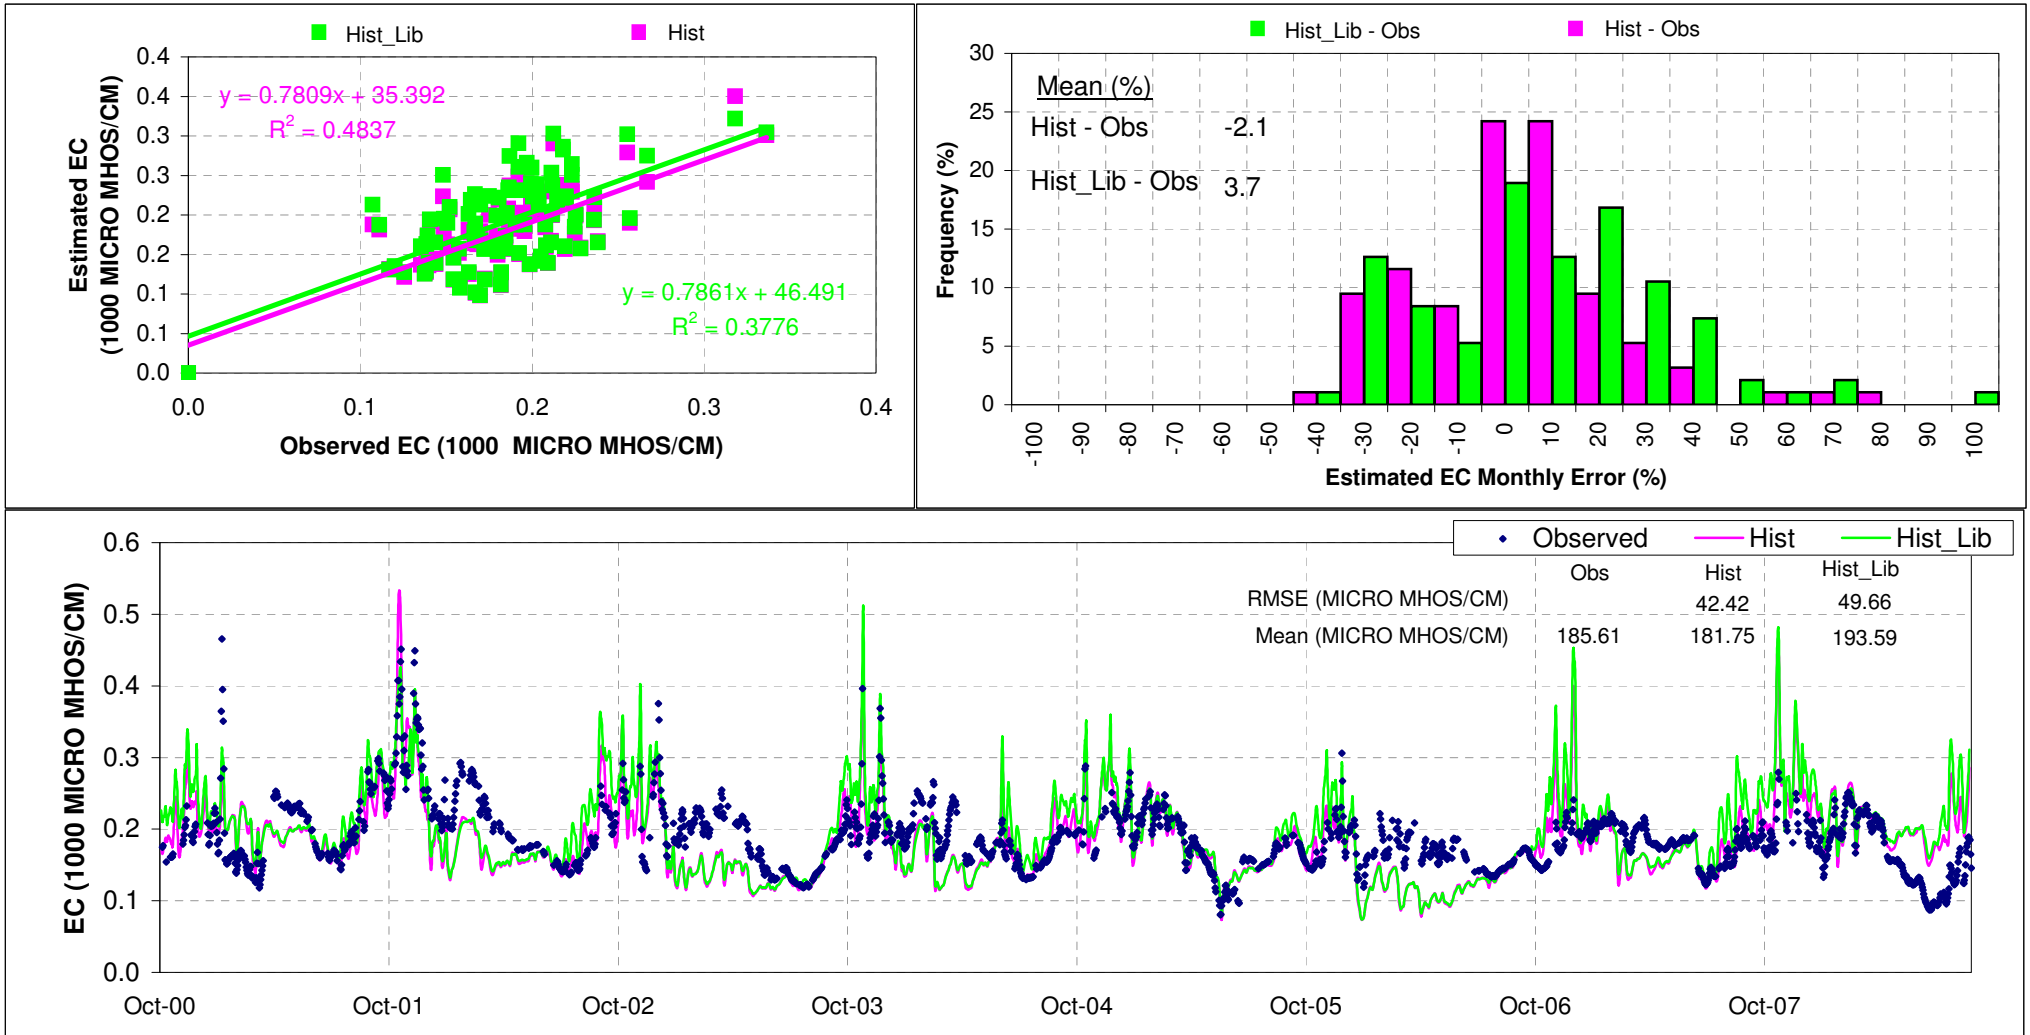 Hist_Lib Hist
0.4
0.4
0.3
0.3
0.2
0.2
0.1
0.1
0.0
Estimated EC
(1000 MICRO MHOS/CM)
y = 0.7809x + 35.392
R2 = 0.4837
y = 0.7861x + 46.491
R2 = 0.3776
0.0 0.1 0.2 0.3 0.4
Observed EC (1000 MICRO MHOS/CM)
Hist_Lib - Obs Hist - Obs
30
25
20
15
10
5
0
Frequency (%)
Mean (%)
Hist - Obs -2.1
Hist_Lib - Obs 3.7
-100 -90 -80 -70 -60 -50 -40 -30 -20 -10 0 10 20 30 40 50 60 70 80 100
Estimated EC Monthly Error (%)
Observed Hist Hist_Lib
Obs Hist Hist_Lib
RMSE (MICRO MHOS/CM) 42.42 49.66
Mean (MICRO MHOS/CM) 185.61 181.75 193.59
0.6
0.5
0.4
0.3
0.2
0.1
0.0
EC (1000 MICRO MHOS/CM)
Oct-00 Oct-01 Oct-02 Oct-03 Oct-04 Oct-05 Oct-06 Oct-07